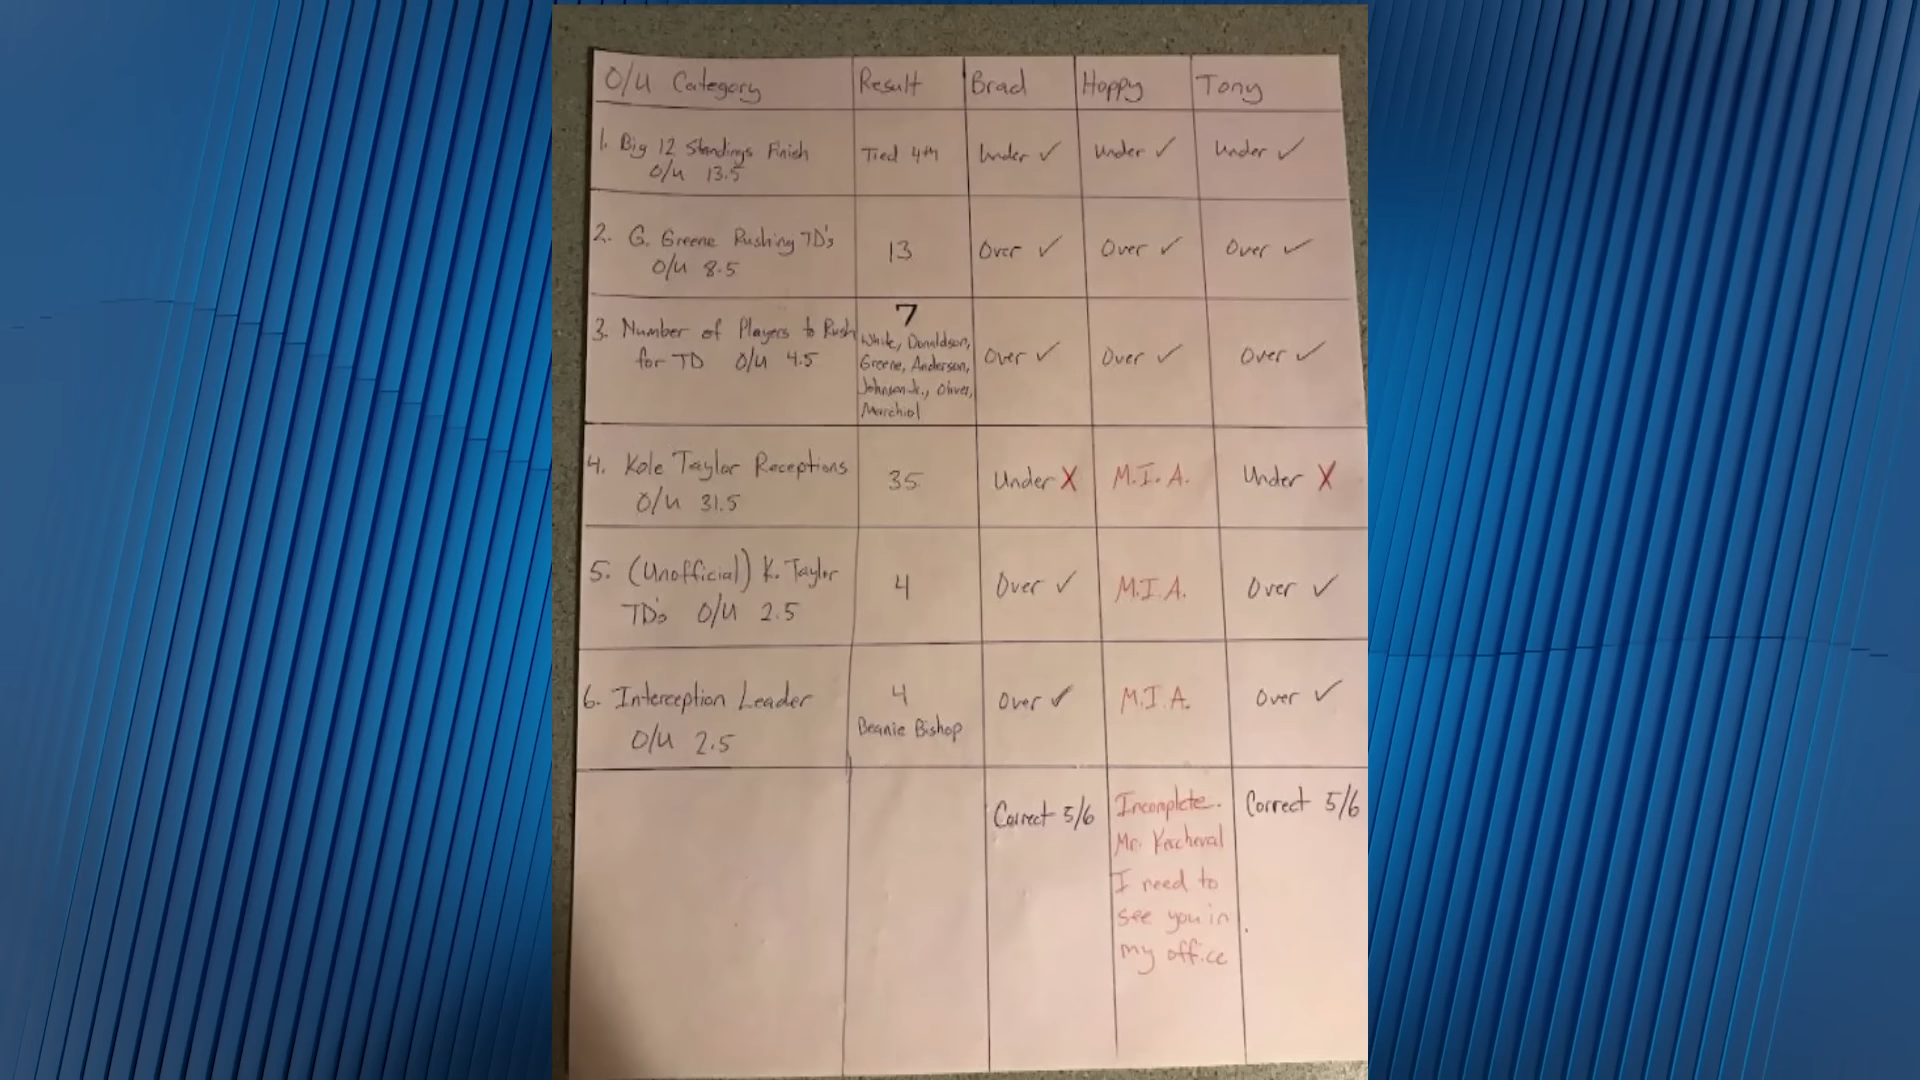 O/U Category Result Brad Hoppy Tony
1. Big 12 Standings Finish Tied 4th Under ✓ Under ✓ Under ✓
O/U 13.5
2. G. Greene Rushing TD's 13 Over ✓ Over ✓ Over ✓
O/U 8.5
7
3. Number of Players to Rush White, Donaldson,
for TD O/U 4.5 Greene, Anderson, Over ✓ Over ✓ Over ✓
Johnson Jr., Oliver,
Marchiol
4. Kole Taylor Receptions 35 Under X M.I.A. Under X
O/U 31.5
5. (Unofficial) K. Taylor 4 Over ✓ M.I.A. Over ✓
TD's O/U 2.5
6. Interception Leader 4 Over ✓ M.I.A. Over ✓
O/U 2.5 Beanie Bishop
Correct 5/6 Incomplete. Correct 5/6
Mr. Kercheval
I need to
see you in
my office